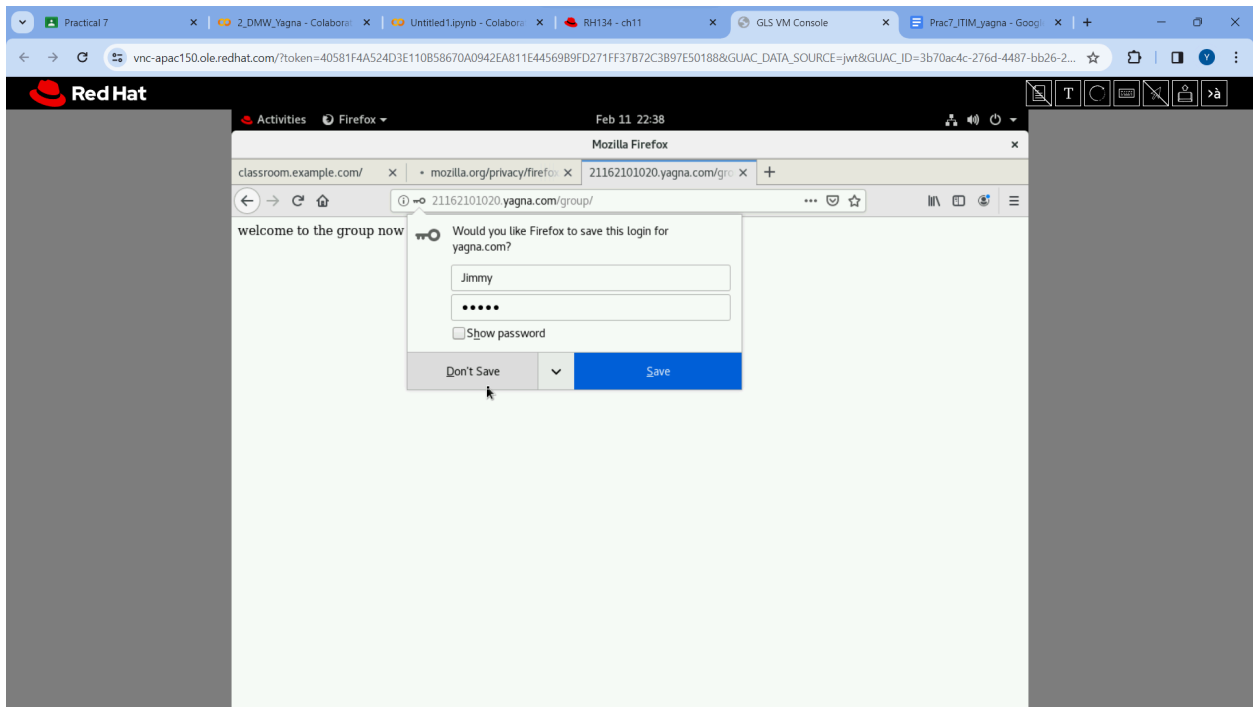 Practical 7
2_DMW_Yagna - Colaborat
Untitled1.ipynb - Colabora
RH134 - ch11
GLS VM Console
Prac7_ITIM_yagna - Googl
vnc-apac150.ole.redhat.com/?token=40581F4A524D3E110B58670A0942EA811E44569B9FD271FF37B72C3B97E50188&GUAC_DATA_SOURCE=jwt&GUAC_ID=3b70ac4c-276d-4487-bb26-2...
Y
Red Hat
T
›à
Activities Firefox Feb 11 22:38
Mozilla Firefox
classroom.example.com/
mozilla.org/privacy/firefox
21162101020.yagna.com/gro
21162101020.yagna.com/group/
welcome to the group now
Would you like Firefox to save this login for
yagna.com?
Jimmy
•••••
Show password
Don't Save
Save